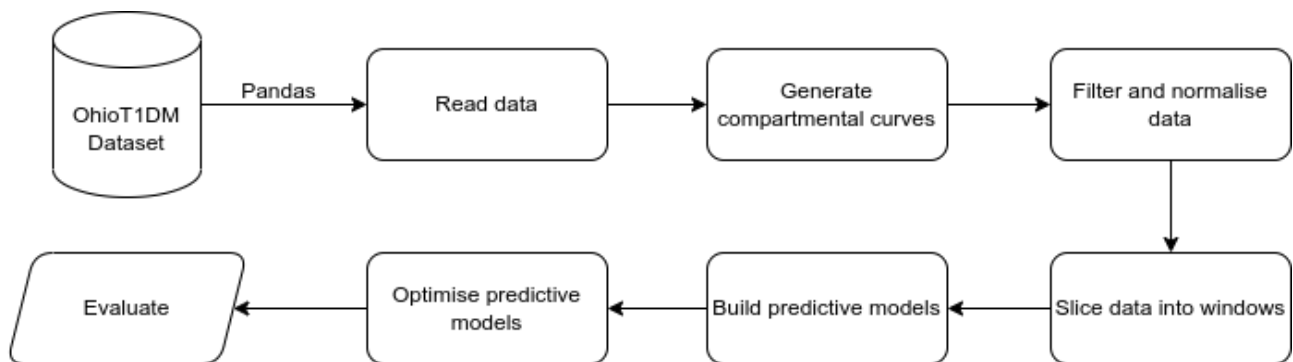 OhioT1DM
Dataset
Pandas
Read data
Generate
compartmental curves
Filter and normalise
data
Slice data into windows
Build predictive models
Optimise predictive
models
Evaluate